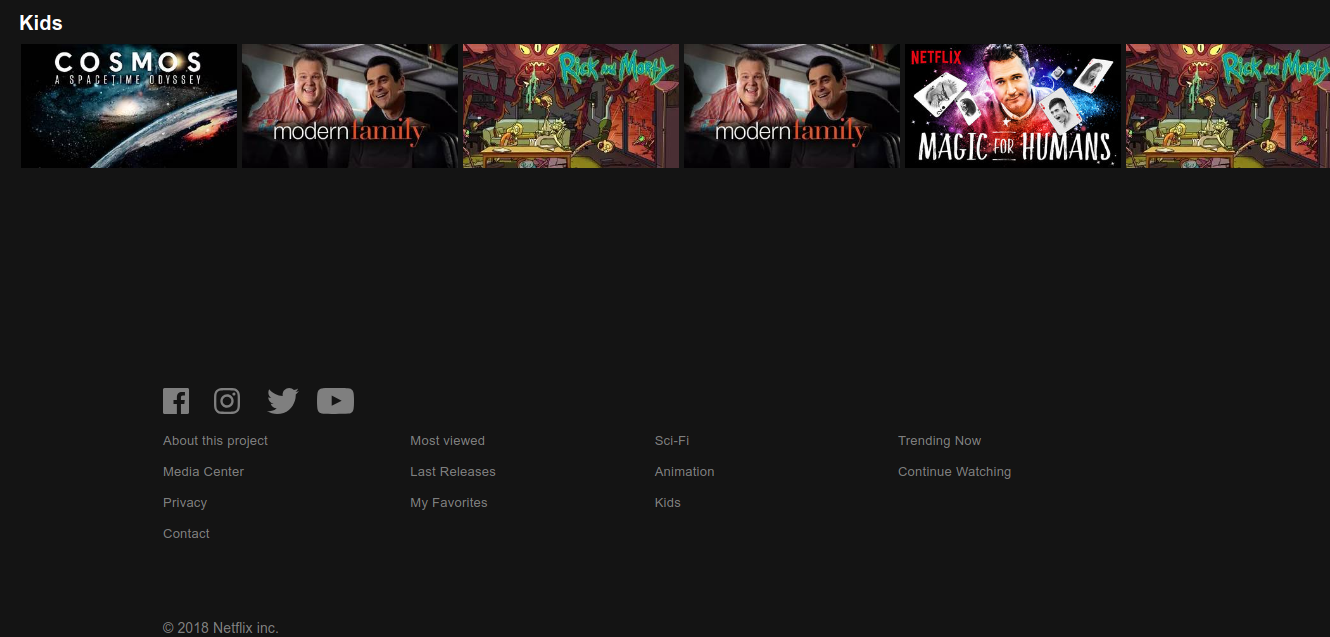 Kids
COSMOS
A SPACETIME ODYSSEY
modern family
Rick and Morty
modern family
NETFLIX
MAGIC FOR HUMANS
Rick and Morty
About this project
Most viewed
Sci-Fi
Trending Now
Media Center
Last Releases
Animation
Continue Watching
Privacy
My Favorites
Kids
Contact
© 2018 Netflix inc.